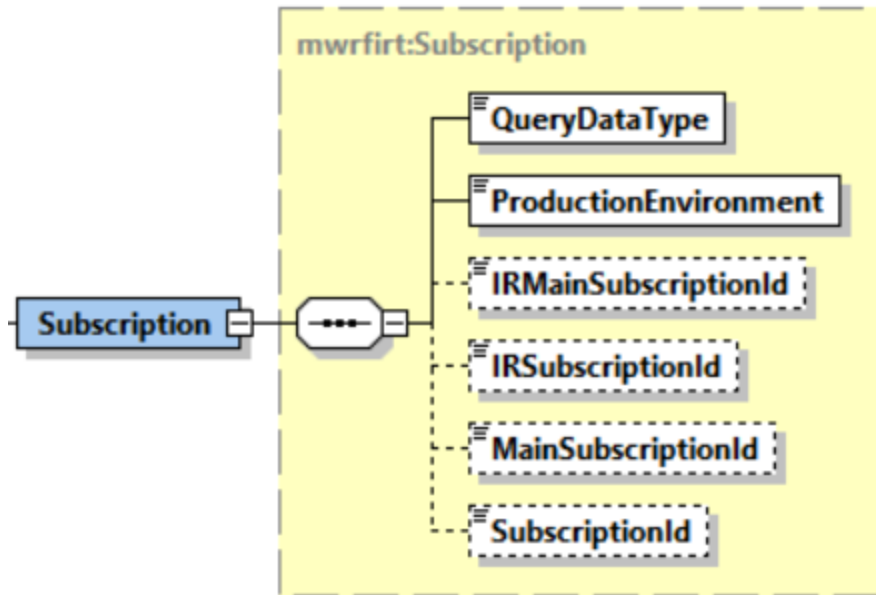 mwrfirt:Subscription
QueryDataType
ProductionEnvironment
IRMainSubscriptionId
Subscription
IRSubscriptionId
MainSubscriptionId
SubscriptionId